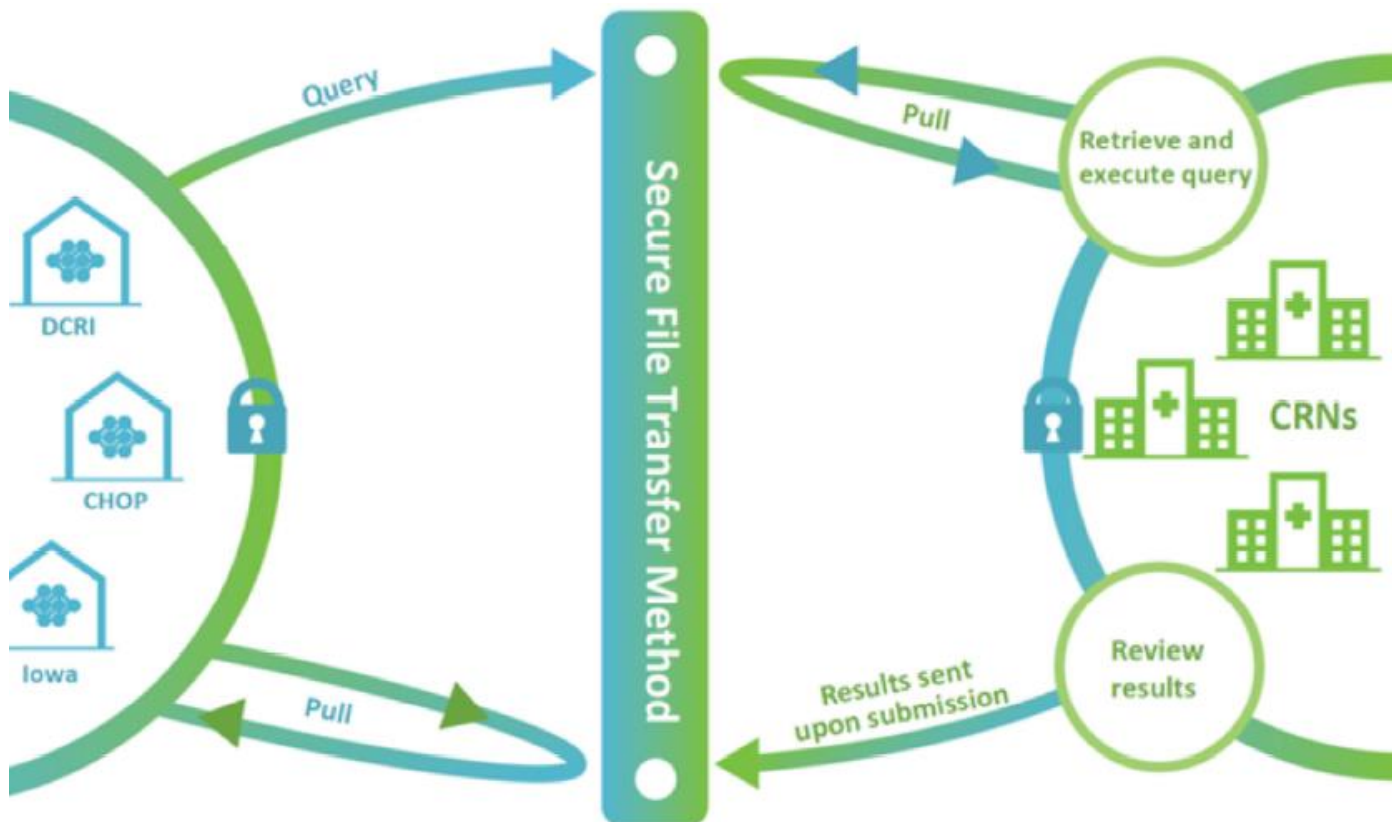 Query
DCRI
CHOP
Iowa
Pull
Secure File Transfer Method
Pull
Retrieve and
execute query
CRNs
Review
results
Results sent
upon submission